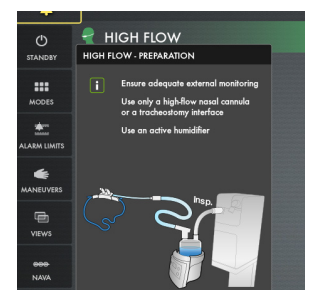 HIGH FLOW
STANDBY
HIGH FLOW - PREPARATION
i
Ensure adequate external monitoring
MODES
Use only a high-flow nasal cannula
or a tracheostomy interface
Use an active humidifier
ALARM LIMITS
MANEUVERS
Insp.
VIEWS
NAVA